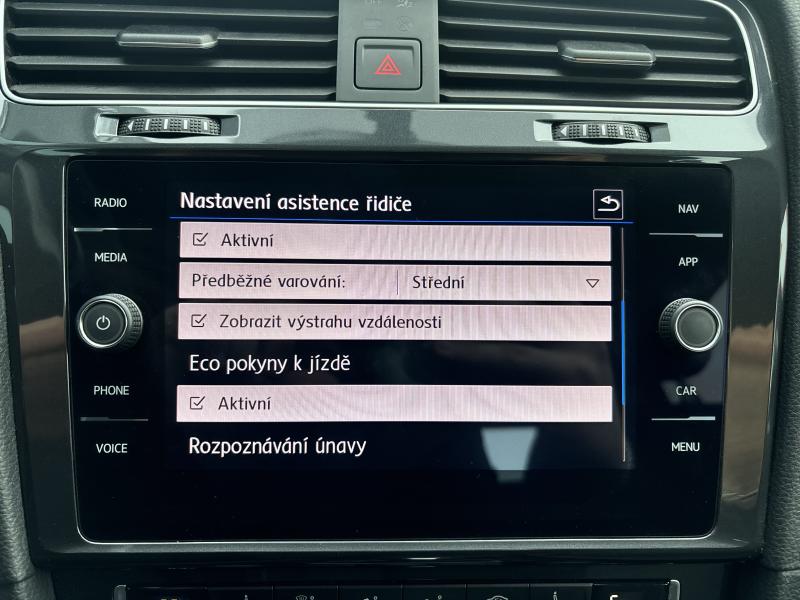 OFF
RADIO
MEDIA
PHONE
VOICE
Nastavení asistence řidiče
Aktivní
Předběžné varování: Střední
Zobrazit výstrahu vzdálenosti
Eco pokyny k jízdě
Aktivní
Rozpoznávání únavy
NAV
APP
CAR
MENU